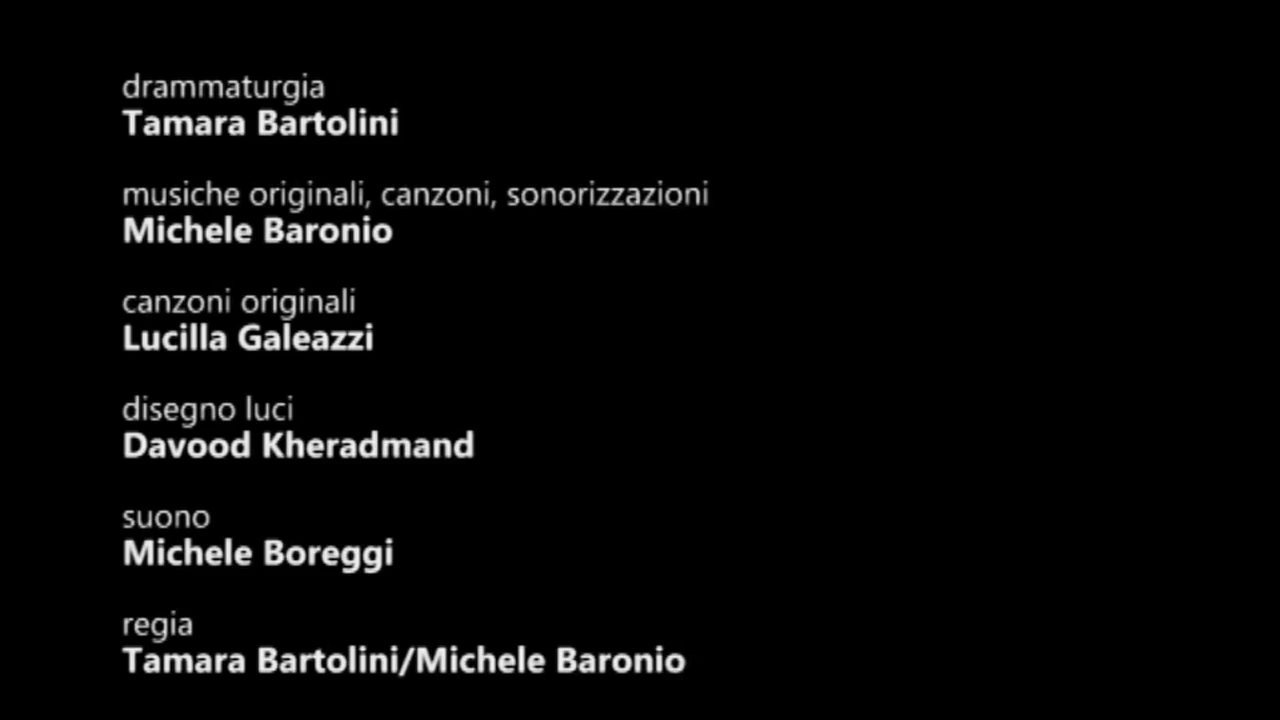 drammaturgia
Tamara Bartolini
musiche originali, canzoni, sonorizzazioni
Michele Baronio
canzoni originali
Lucilla Galeazzi
disegno luci
Davood Kheradmand
suono
Michele Boreggi
regia
Tamara Bartolini/Michele Baronio